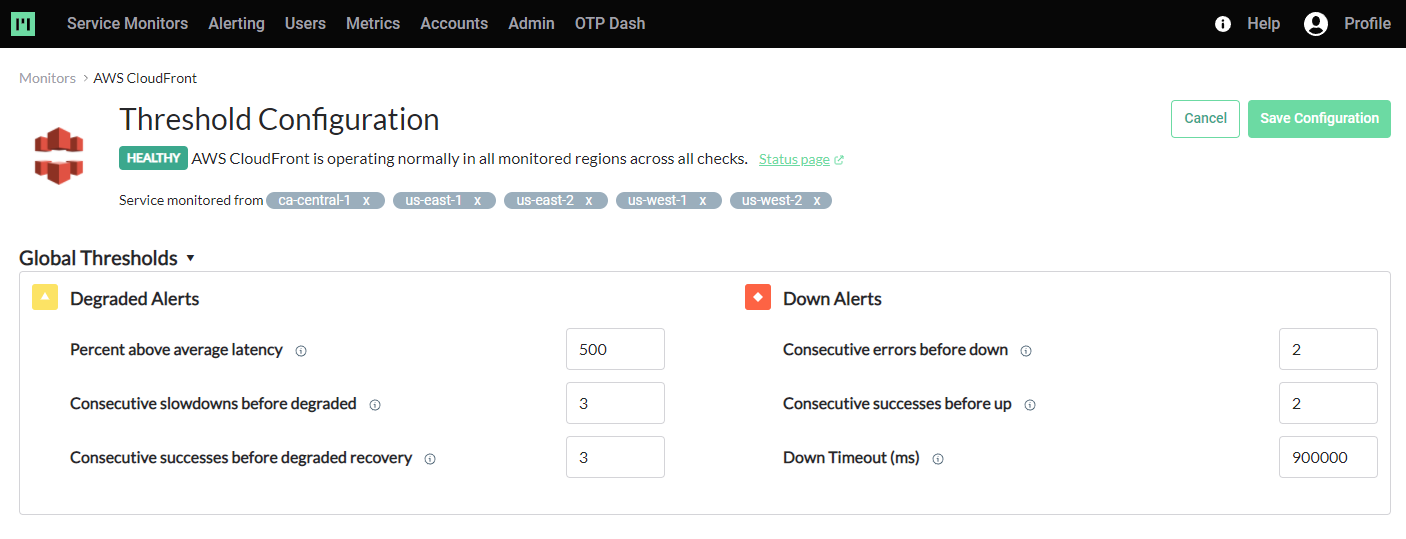 Service Monitors Alerting Users Metrics Accounts Admin OTP Dash Help Profile
Monitors > AWS CloudFront
Threshold Configuration
Cancel Save Configuration
HEALTHY AWS CloudFront is operating normally in all monitored regions across all checks. Status page
Service monitored from ca-central-1 x us-east-1 x us-east-2 x us-west-1 x us-west-2 x
Global Thresholds
Degraded Alerts
Percent above average latency 500
Consecutive slowdowns before degraded 3
Consecutive successes before degraded recovery 3
Down Alerts
Consecutive errors before down 2
Consecutive successes before up 2
Down Timeout (ms) 900000